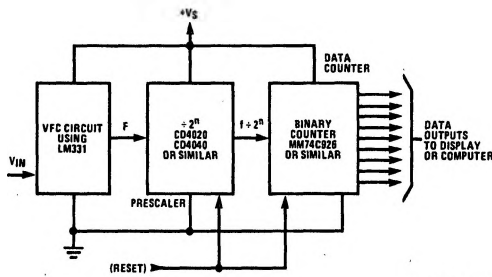 +VS
DATA
COUNTER
VFC CIRCUIT
USING
LM331
F
÷ 2ⁿ
CD4020
CD4040
OR SIMILAR
f ÷ 2ⁿ
BINARY
COUNTER
MM74C926
OR SIMILAR
DATA
OUTPUTS
TO DISPLAY
OR COMPUTER
VIN
PRESCALER
(RESET)